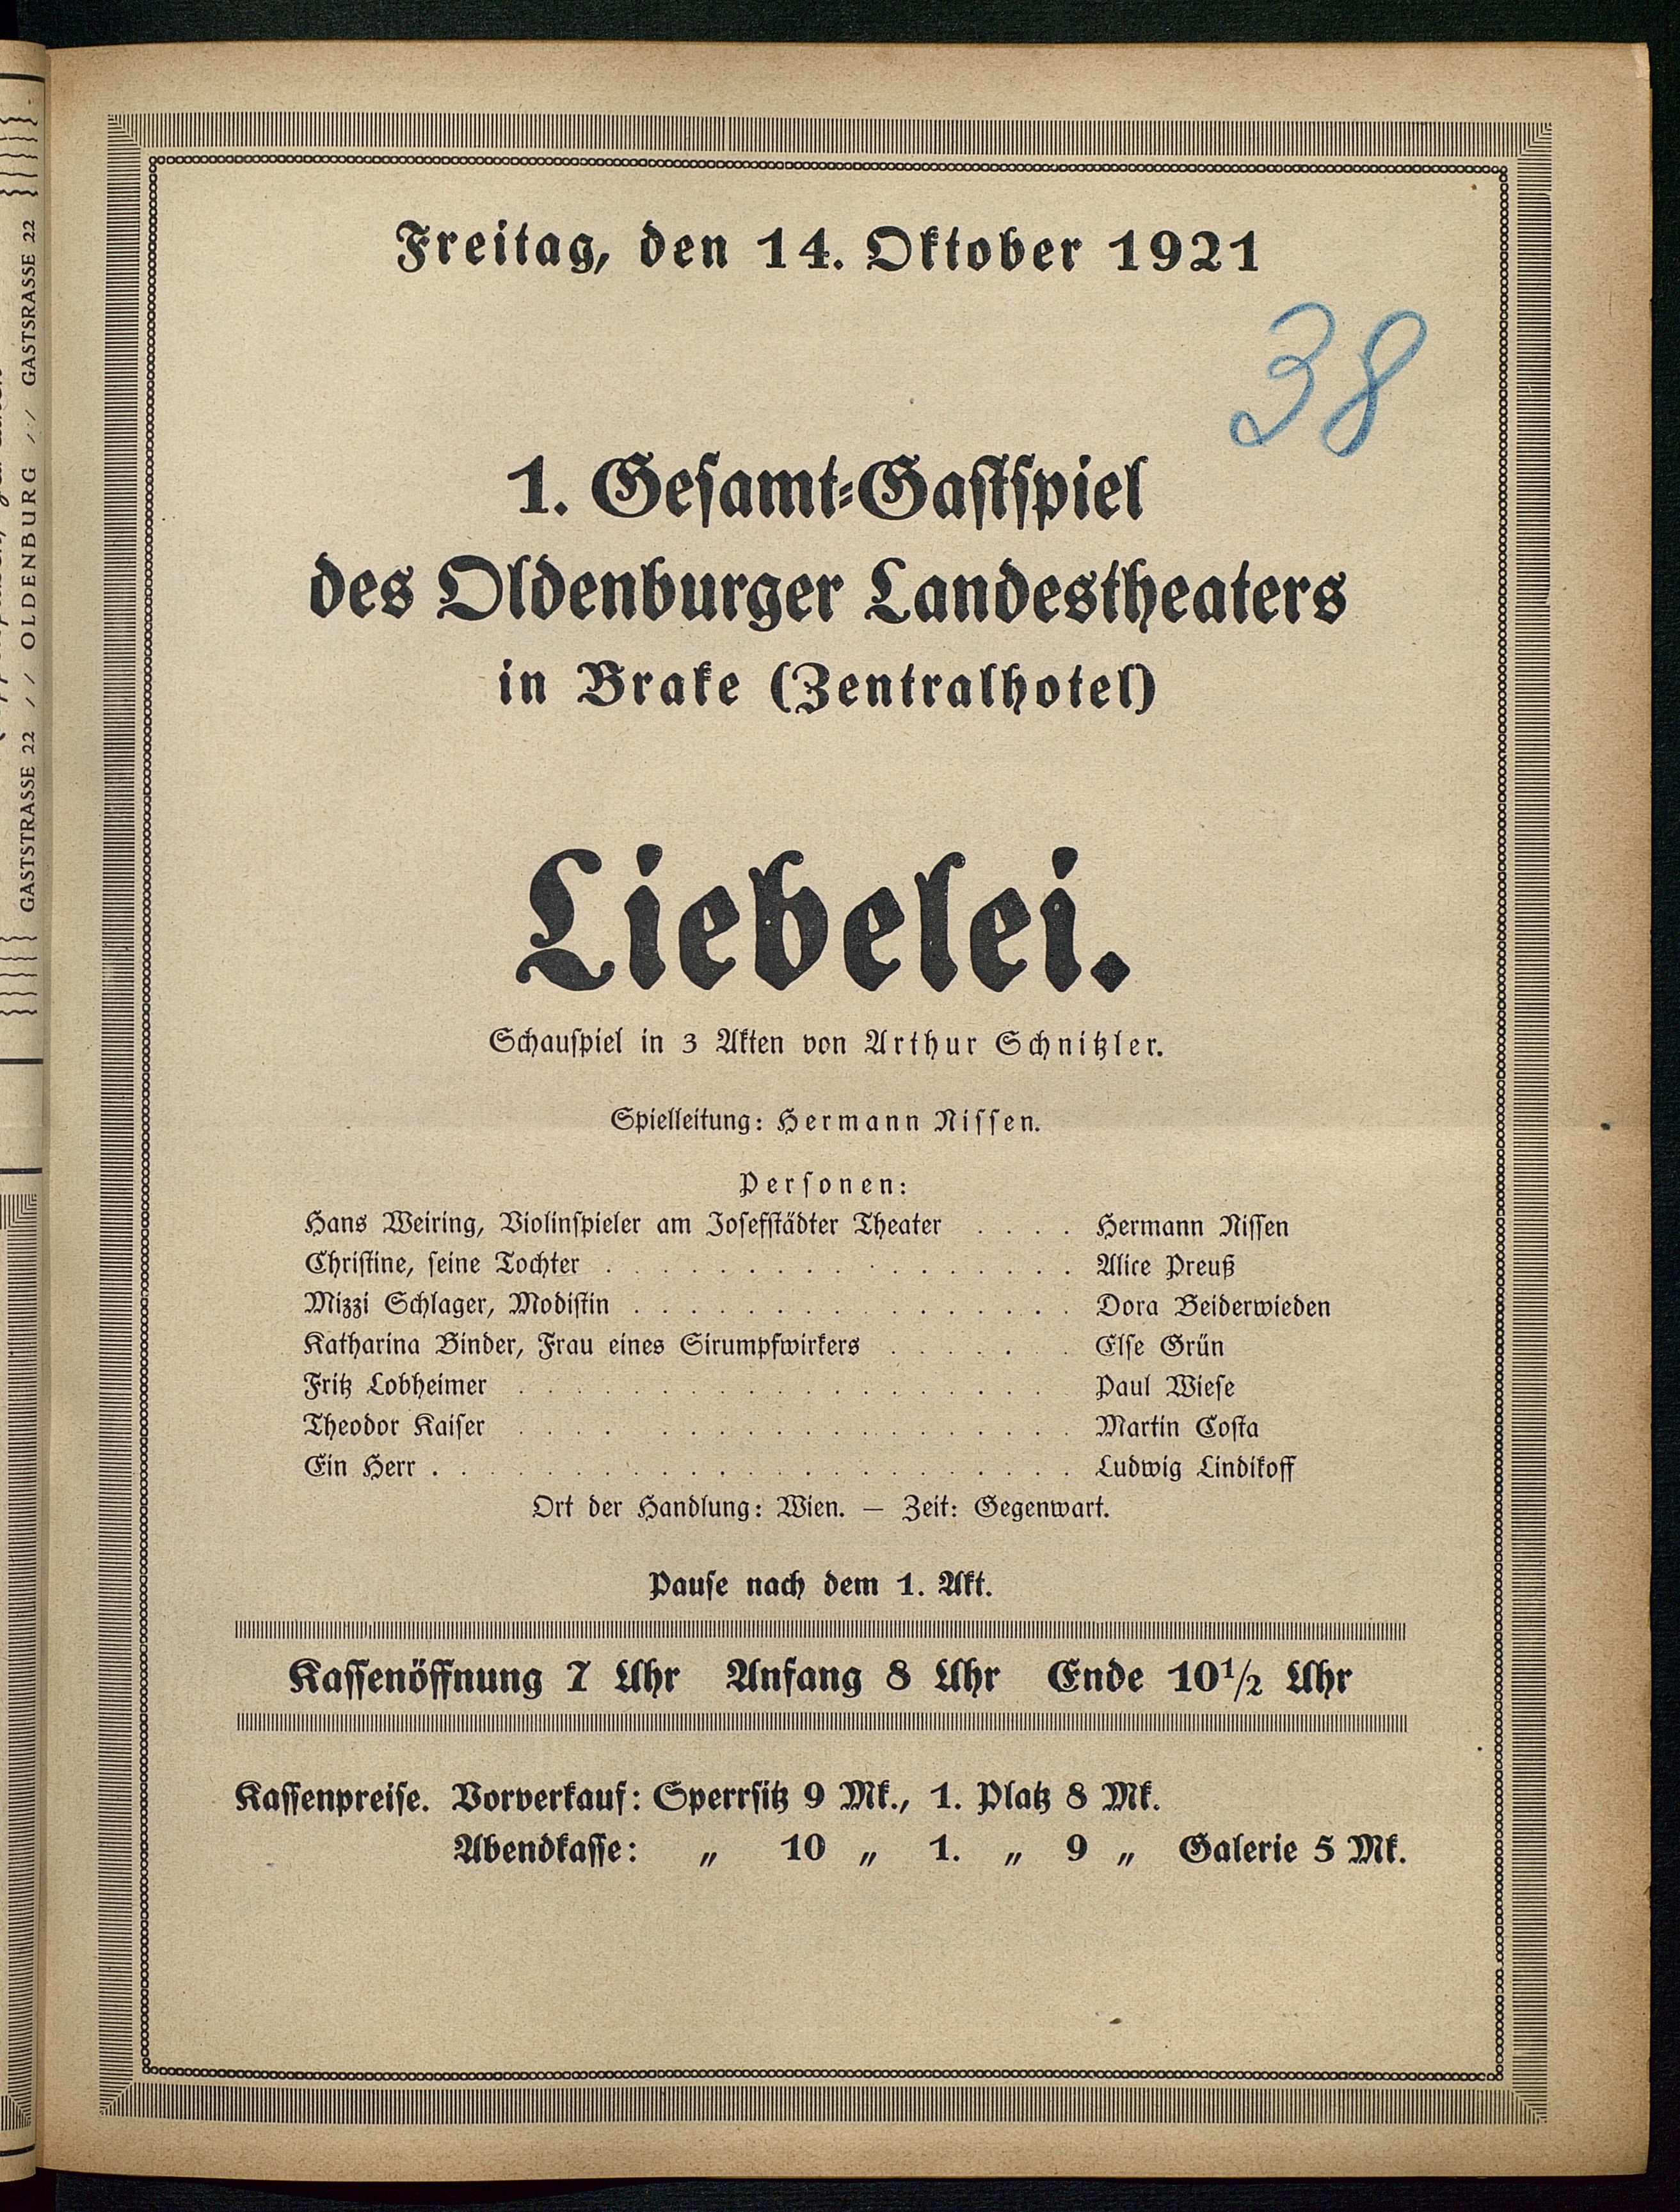 Freitag, den 14. Oktober 1921
38
1. Gesamt-Gastspiel
des Oldenburger Landestheaters
in Brake (Zentralhotel)
Liebelei.
Schauspiel in 3 Akten von Arthur Schnitzler.
Spielleitung: Hermann Nissen.
Personen:
Hans Weiring, Violinspieler am Josefstädter Theater . . . . Hermann Nissen
Christine, seine Tochter . . . . . . . . . . . . . . . . . Alice Preuß
Mizzi Schlager, Modistin . . . . . . . . . . . . . . . . Dora Beiderwieden
Katharina Binder, Frau eines Sirumpfwirkers . . . . . . . Else Grün
Fritz Lobheimer . . . . . . . . . . . . . . . . . . . Paul Wiese
Theodor Kaiser . . . . . . . . . . . . . . . . . . . Martin Costa
Ein Herr . . . . . . . . . . . . . . . . . . . . . . . Ludwig Lindikoff
Ort der Handlung: Wien. — Zeit: Gegenwart.
Pause nach dem 1. Akt.
Kassenöffnung 7 Uhr Anfang 8 Uhr Ende 10 1/2 Uhr
Kassenpreise. Vorverkauf: Sperrsitz 9 Mk., 1. Platz 8 Mk.
Abendkasse: „ 10 „ 1. „ 9 „ Galerie 5 Mk.
GASTSTRASSE 22 // OLDENBURG // GASTSRASSE 22